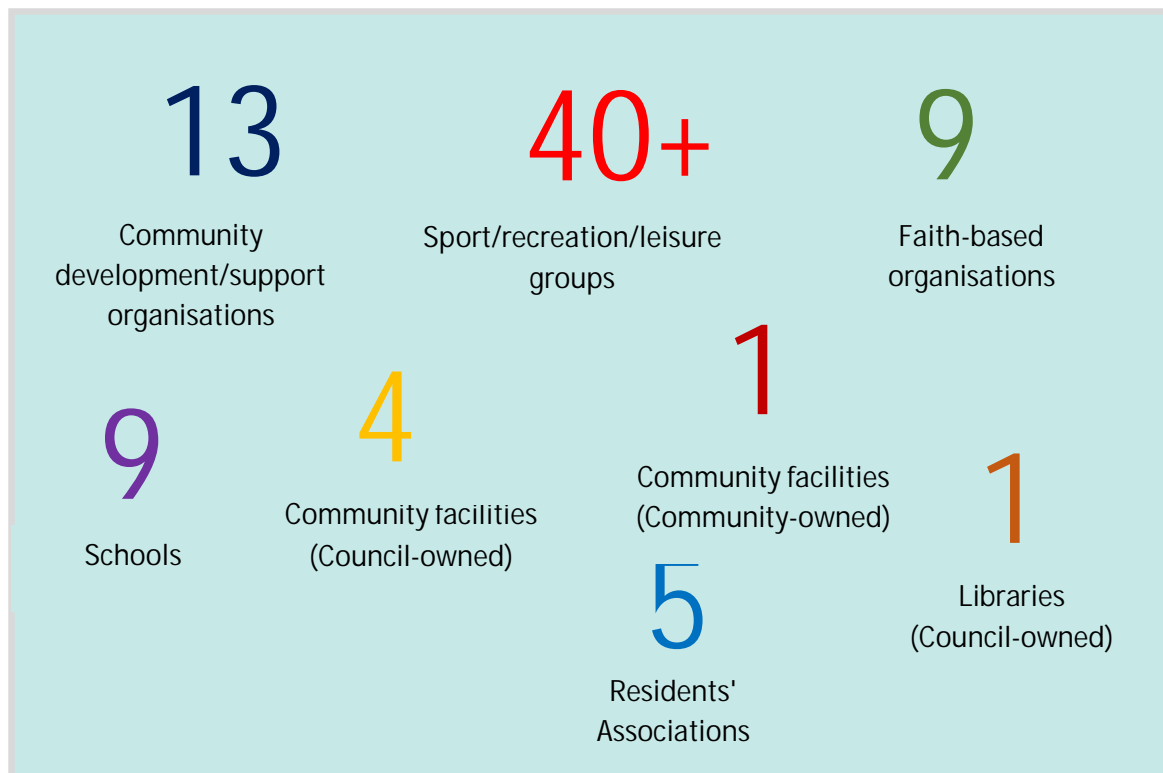 13
Community
development/support
organisations
40+
Sport/recreation/leisure
groups
9
Faith-based
organisations
9
Schools
4
Community facilities
(Council-owned)
1
Community facilities
(Community-owned)
1
Libraries
(Council-owned)
5
Residents'
Associations